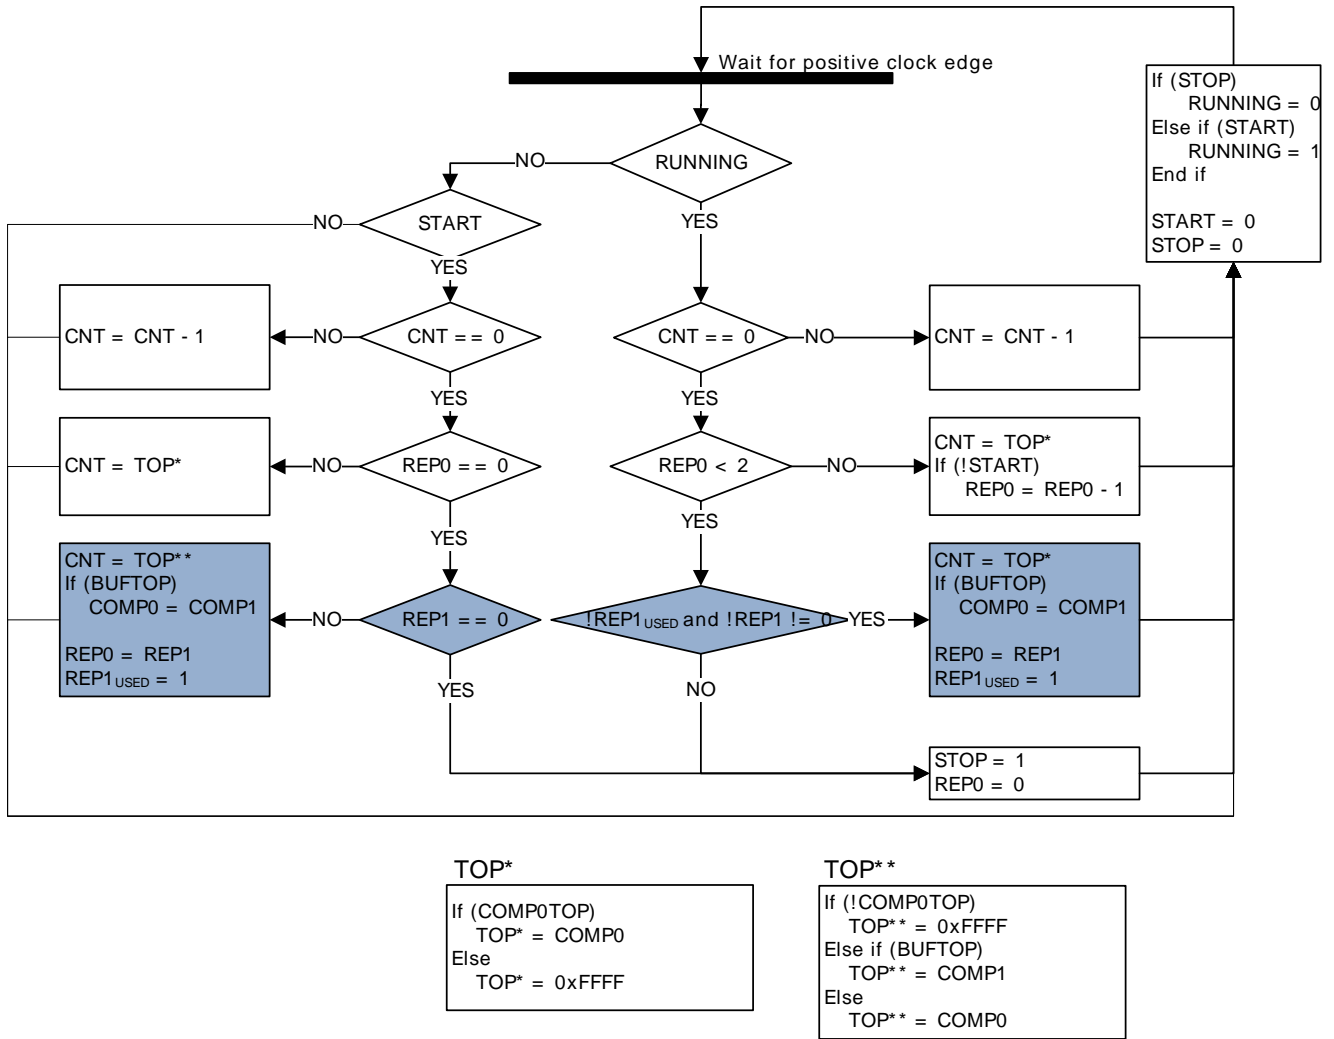 Wait for positive clock edge
If (STOP)
RUNNING = 0
Else if (START)
RUNNING = 1
End if
START = 0
STOP = 0
NO
RUNNING
NO
START
YES
YES
CNT = CNT - 1
NO
CNT == 0
CNT == 0
NO
CNT = CNT - 1
YES
YES
CNT = TOP*
NO
REP0 == 0
REP0 < 2
NO
CNT = TOP*
If (!START)
REP0 = REP0 - 1
YES
YES
CNT = TOP**
If (BUFTOP)
COMP0 = COMP1
REP0 = REP1
REP1USED = 1
NO
REP1 == 0
!REP1USED and !REP1 != 0
YES
CNT = TOP*
If (BUFTOP)
COMP0 = COMP1
REP0 = REP1
REP1USED = 1
YES
NO
STOP = 1
REP0 = 0
TOP*
If (COMP0TOP)
TOP* = COMP0
Else
TOP* = 0xFFFF
TOP**
If (!COMP0TOP)
TOP** = 0xFFFF
Else if (BUFTOP)
TOP** = COMP1
Else
TOP** = COMP0